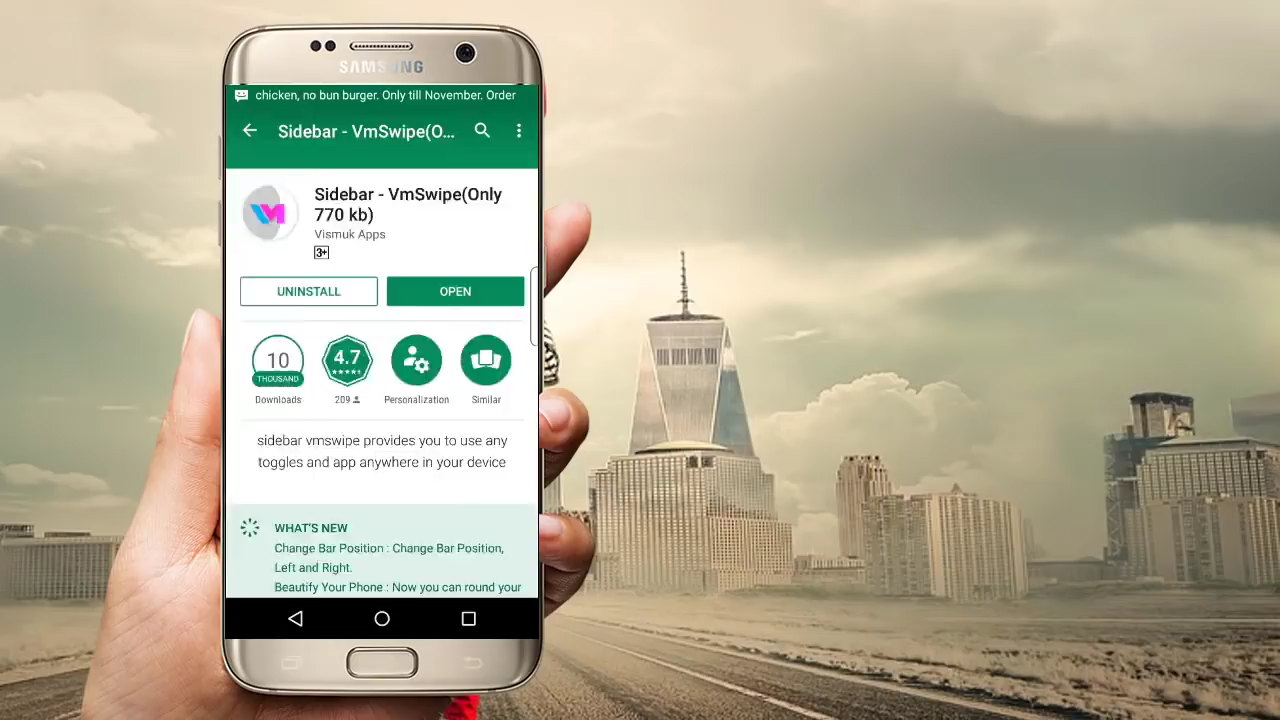 SAMSUNG
chicken, no bun burger. Only till November. Order
Sidebar - VmSwipe(O...
Sidebar - VmSwipe(Only
770 kb)
Vismuk Apps
3+
UNINSTALL
OPEN
10
THOUSAND
4.7
Downloads
209
Personalization
Similar
sidebar vmswipe provides you to use any
toggles and app anywhere in your device
WHAT'S NEW
Change Bar Position : Change Bar Position,
Left and Right.
Beautify Your Phone : Now you can round your